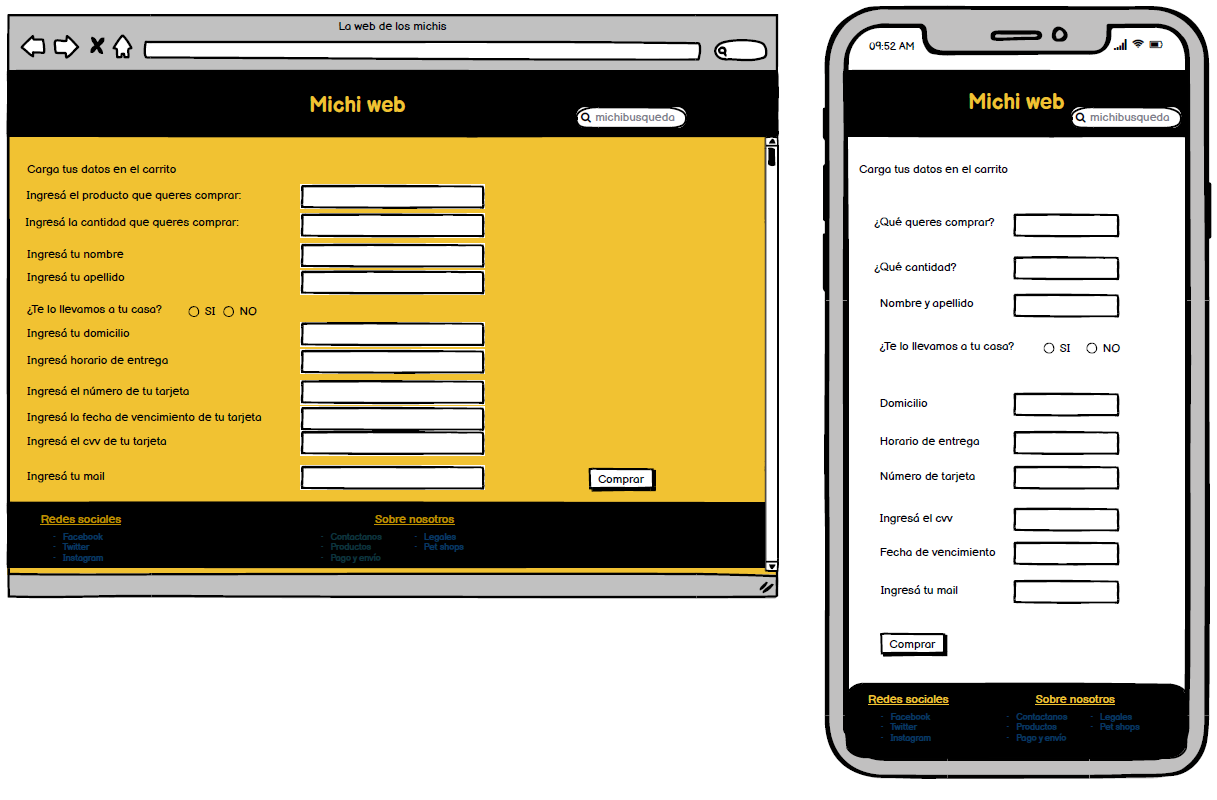 La web de los michis
Michi web
michibusqueda
Carga tus datos en el carrito
Ingresá el producto que queres comprar:
Ingresá la cantidad que queres comprar:
Ingresá tu nombre
Ingresá tu apellido
¿Te lo llevamos a tu casa? SI NO
Ingresá tu domicilio
Ingresá horario de entrega
Ingresá el número de tu tarjeta
Ingresá la fecha de vencimiento de tu tarjeta
Ingresá el cvv de tu tarjeta
Ingresá tu mail
Comprar
Redes sociales
- Facebook
- Twitter
- Instagram
Sobre nosotros
- Contactanos
- Productos
- Pago y envío
- Legales
- Pet shops
09:52 AM
Michi web
michibusqueda
Carga tus datos en el carrito
¿Qué queres comprar?
¿Qué cantidad?
Nombre y apellido
¿Te lo llevamos a tu casa? SI NO
Domicilio
Horario de entrega
Número de tarjeta
Ingresá el cvv
Fecha de vencimiento
Ingresá tu mail
Comprar
Redes sociales
- Facebook
- Twitter
- Instagram
Sobre nosotros
- Contactanos
- Productos
- Pago y envío
- Legales
- Pet shops